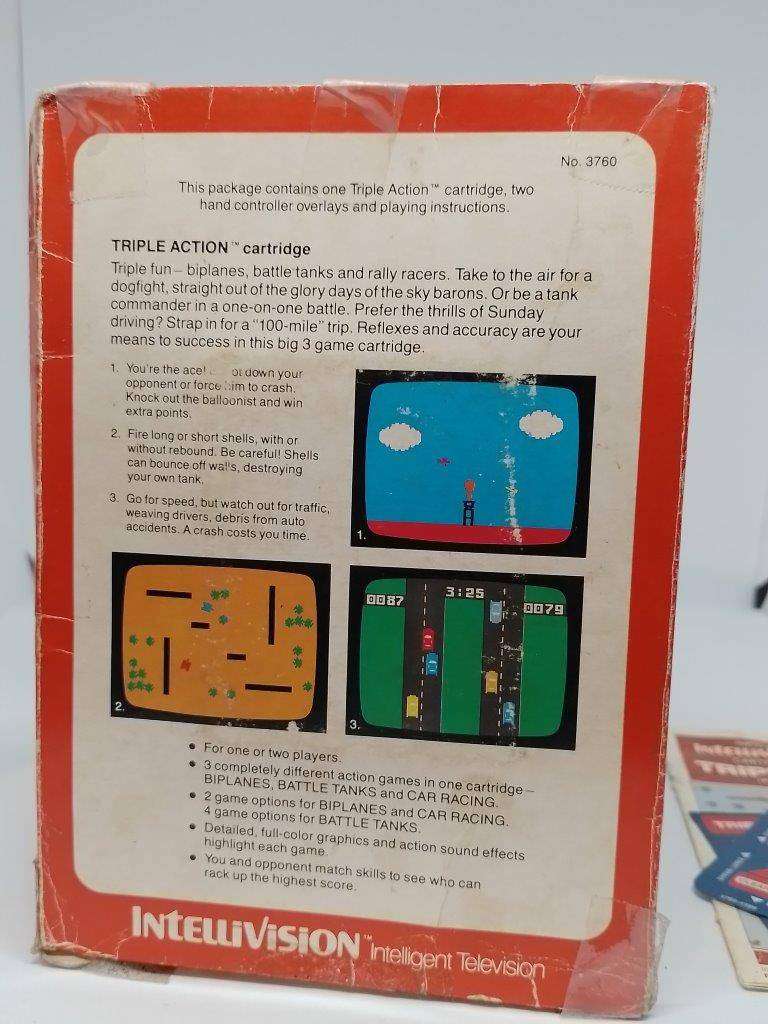 No. 3760
This package contains one Triple Action™ cartridge, two
hand controller overlays and playing instructions.
TRIPLE ACTION™ cartridge
Triple fun – biplanes, battle tanks and rally racers. Take to the air for a
dogfight, straight out of the glory days of the sky barons. Or be a tank
commander in a one-on-one battle. Prefer the thrills of Sunday
driving? Strap in for a "100-mile" trip. Reflexes and accuracy are your
means to success in this big 3 game cartridge.
1. You're the ace! down your
opponent or force him to crash.
Knock out the balloonist and win
extra points.
2. Fire long or short shells, with or
without rebound. Be careful! Shells
can bounce off walls, destroying
your own tank.
3. Go for speed, but watch out for traffic,
weaving drivers, debris from auto
accidents. A crash costs you time.
1.
2.
0087 3:25 0079
3.
• For one or two players.
• 3 completely different action games in one cartridge –
BIPLANES, BATTLE TANKS and CAR RACING.
• 2 game options for BIPLANES and CAR RACING.
4 game options for BATTLE TANKS.
• Detailed, full-color graphics and action sound effects
highlight each game.
• You and opponent match skills to see who can
rack up the highest score.
INTELLIVISION™ Intelligent Television